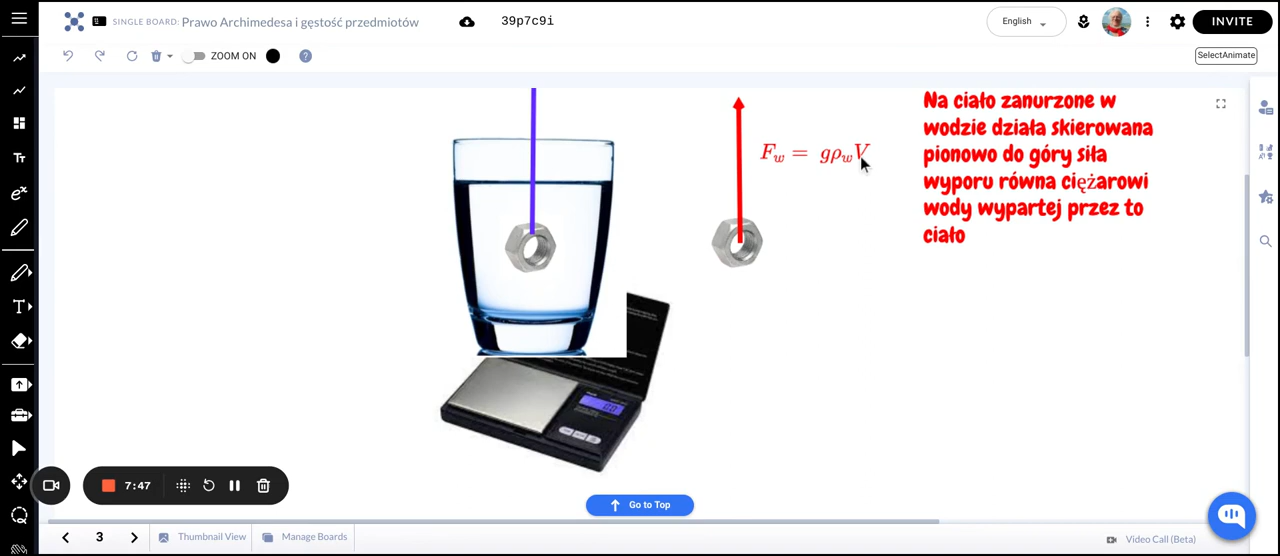 SINGLE BOARD: Prawo Archimedesa i gęstość przedmiotów
39p7c9i
English
INVITE
ZOOM ON
SelectAnimate
Na ciało zanurzone w
wodzie działa skierowana
pionowo do góry siła
wyporu równa ciężarowi
wody wypartej przez to
ciało
F_w = gρ_wV
7:47
Go to Top
3
Thumbnail View
Manage Boards
Video Call (Beta)